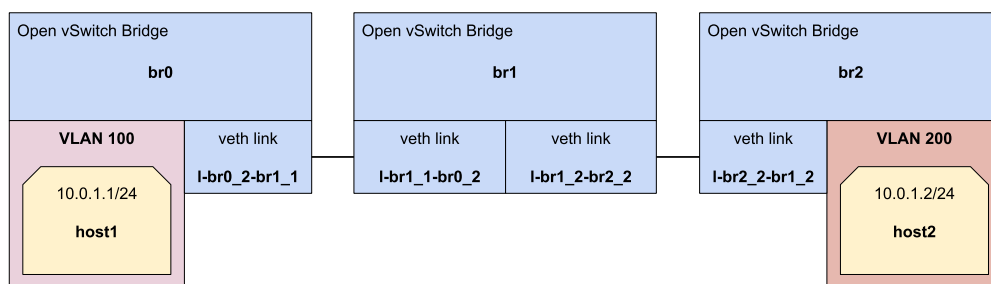 Open vSwitch Bridge
br0
VLAN 100
10.0.1.1/24
host1
veth link
l-br0_2-br1_1
Open vSwitch Bridge
br1
veth link
l-br1_1-br0_2
veth link
l-br1_2-br2_2
Open vSwitch Bridge
br2
veth link
l-br2_2-br1_2
VLAN 200
10.0.1.2/24
host2